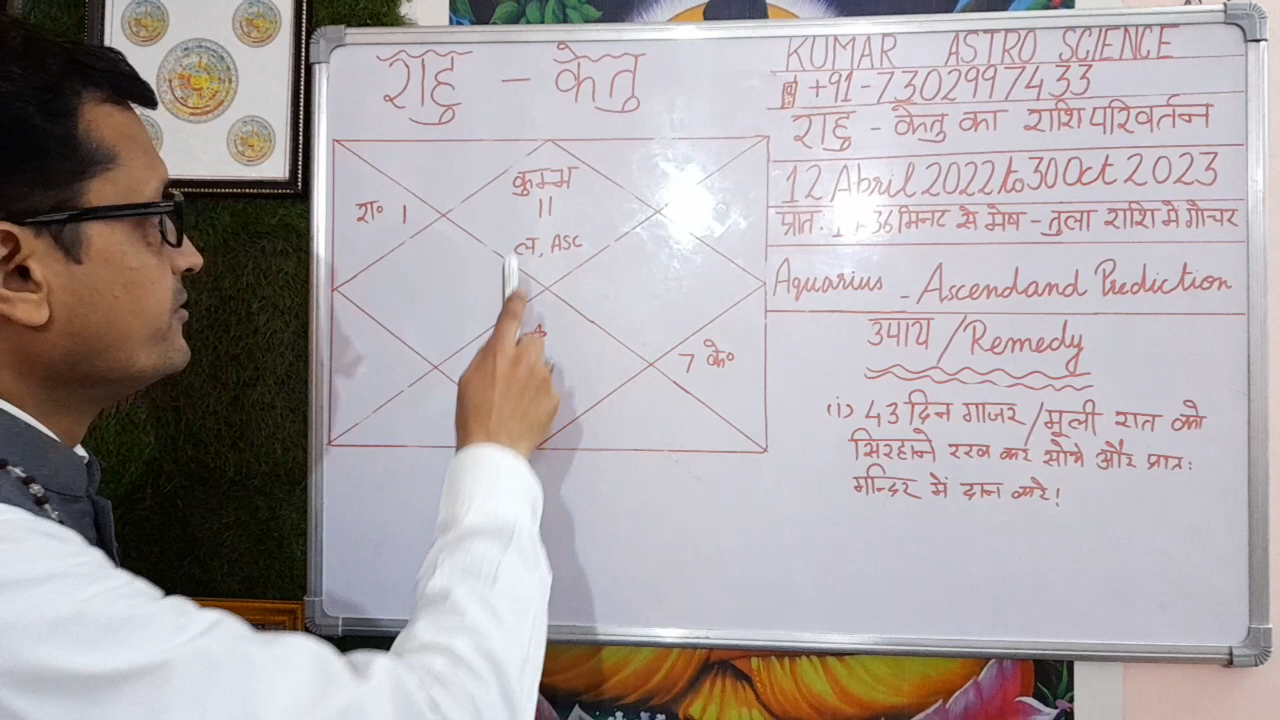 राहु - केतु
कुम्भ
11
ल, ASC
रा० 1
7 के०
KUMAR ASTRO SCIENCE
+91-7302997433
राहु - केतु का राशि परिवर्तन
12 Abril 2022 to 30 Oct 2023
प्रातः 36 मिनट से मेष - तुला राशि में गोचर
Aquarius - Ascendand Prediction
उपाय / Remedy
(i) 43 दिन गाजर / मूली रात को
सिरहाने रख कर सोये और प्रातः
मन्दिर में दान करे!